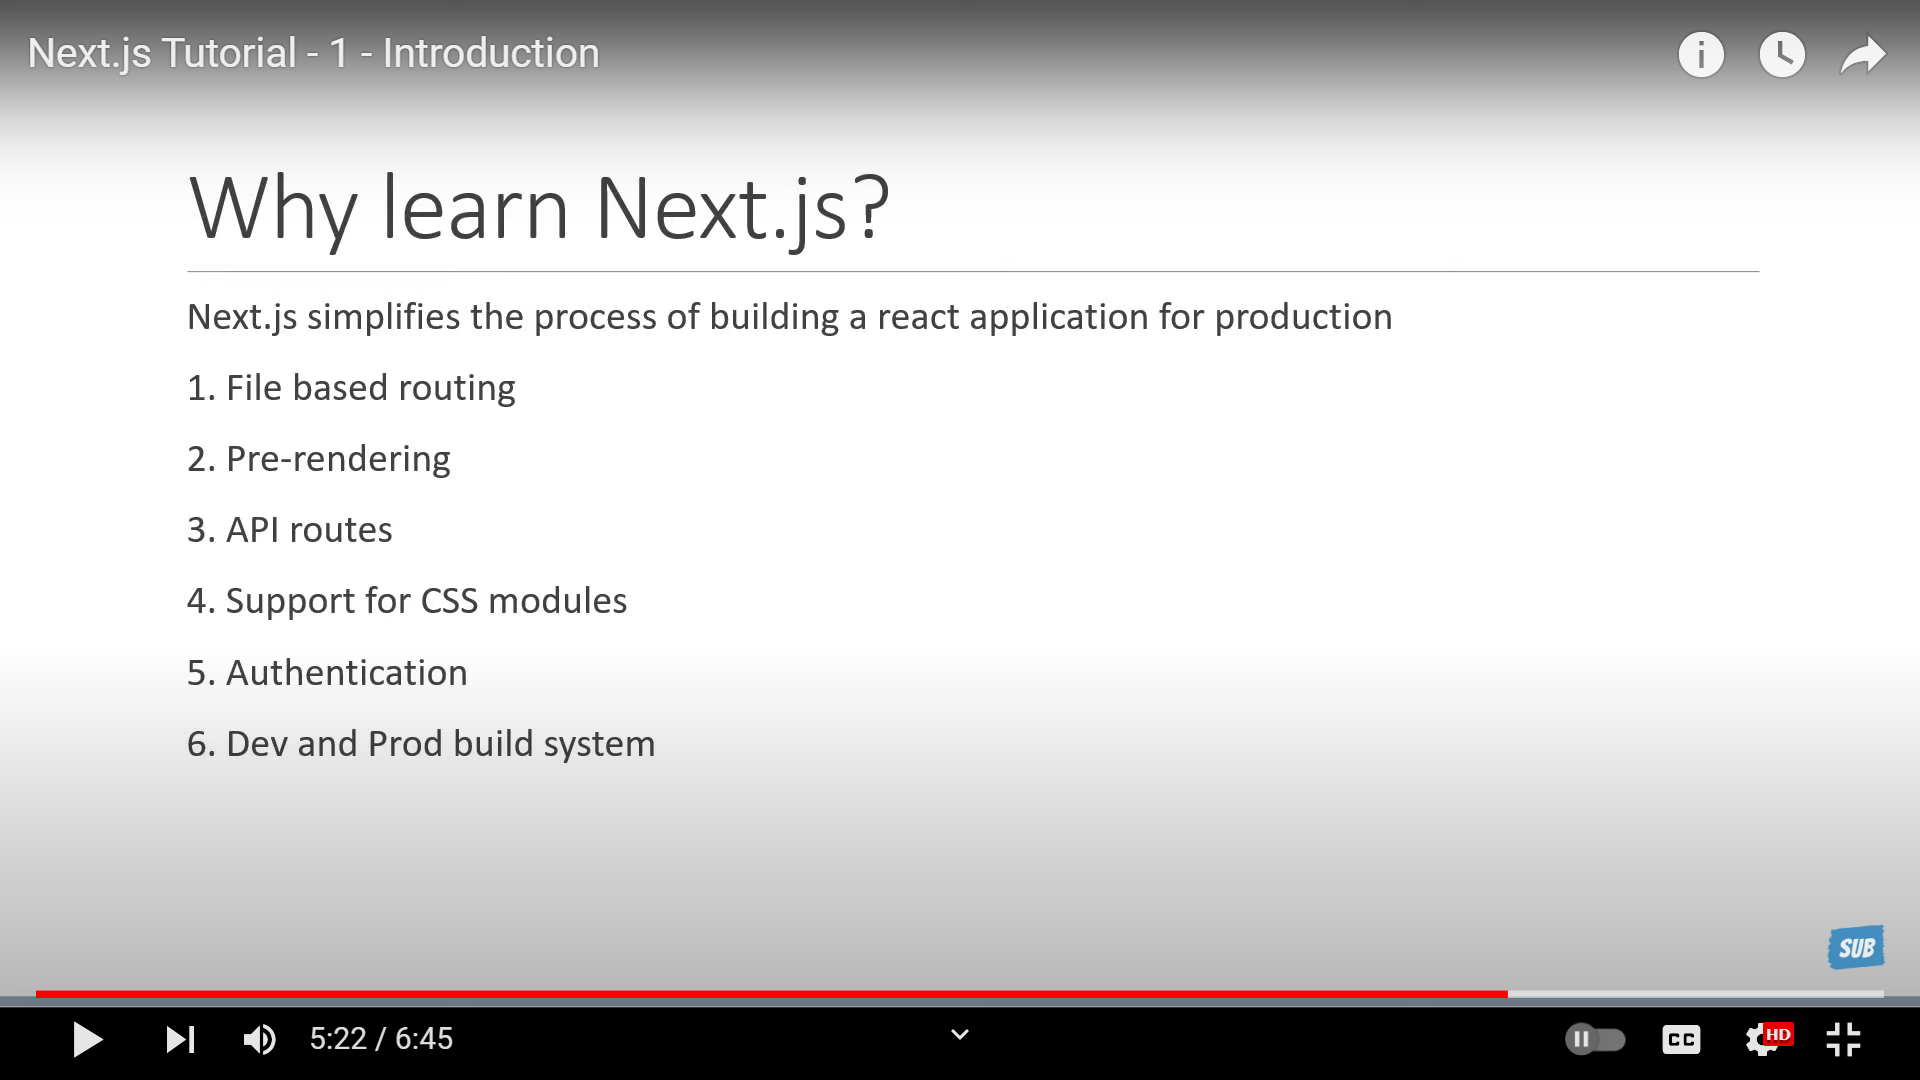 Next.js Tutorial - 1 - Introduction
Why learn Next.js?
Next.js simplifies the process of building a react application for production
1. File based routing
2. Pre-rendering
3. API routes
4. Support for CSS modules
5. Authentication
6. Dev and Prod build system
SUB
5:22 / 6:45
CC
HD